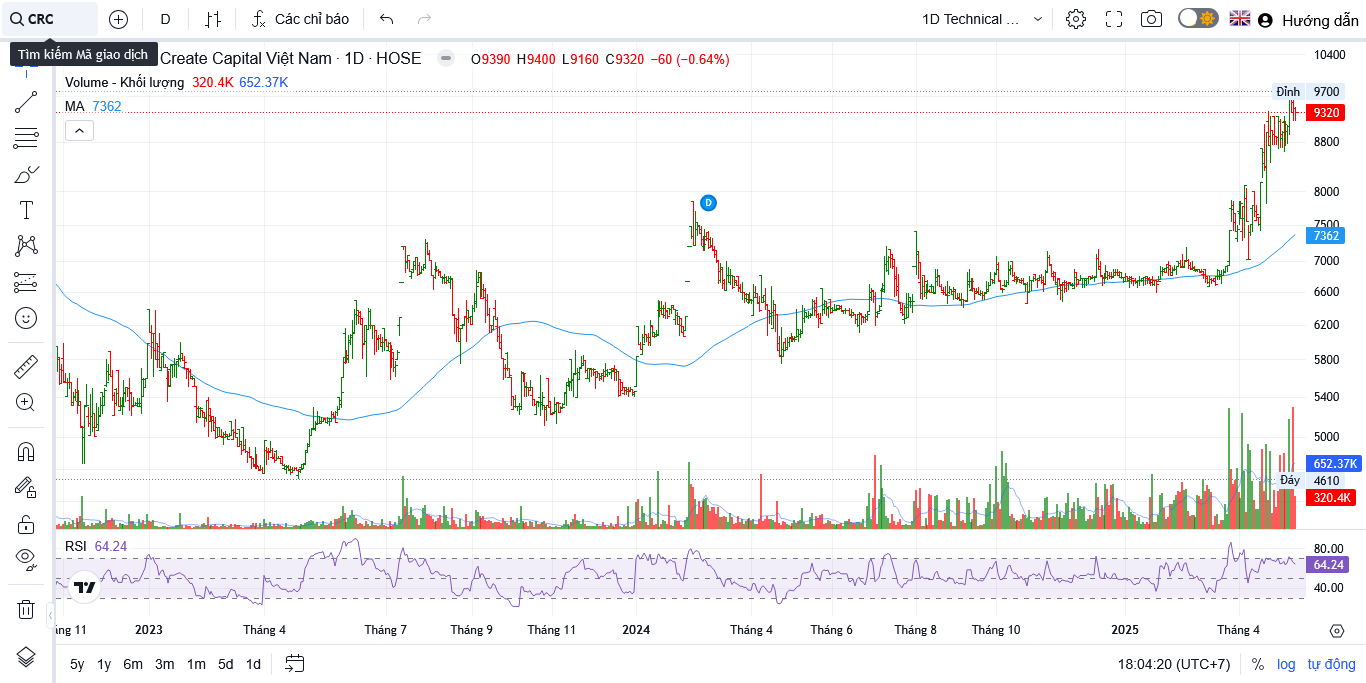 CRC
D
Các chỉ báo
1D Technical ...
Hướng dẫn
Tìm kiếm Mã giao dịch
Create Capital Việt Nam · 1D · HOSE
O9390 H9400 L9160 C9320 −60 (−0.64%)
Volume - Khối lượng 320.4K 652.37K
MA 7362
10400
Đỉnh 9700
9320
8800
8000
D
7500
7362
7000
6600
6200
5800
5400
5000
652.37K
Đáy 4610
320.4K
RSI 64.24
80.00
64.24
40.00
ng 11 2023 Tháng 4 Tháng 7 Tháng 9 Tháng 11 2024 Tháng 4 Tháng 6 Tháng 8 Tháng 10 2025 Tháng 4
5y 1y 6m 3m 1m 5d 1d
18:04:20 (UTC+7) % log tự động